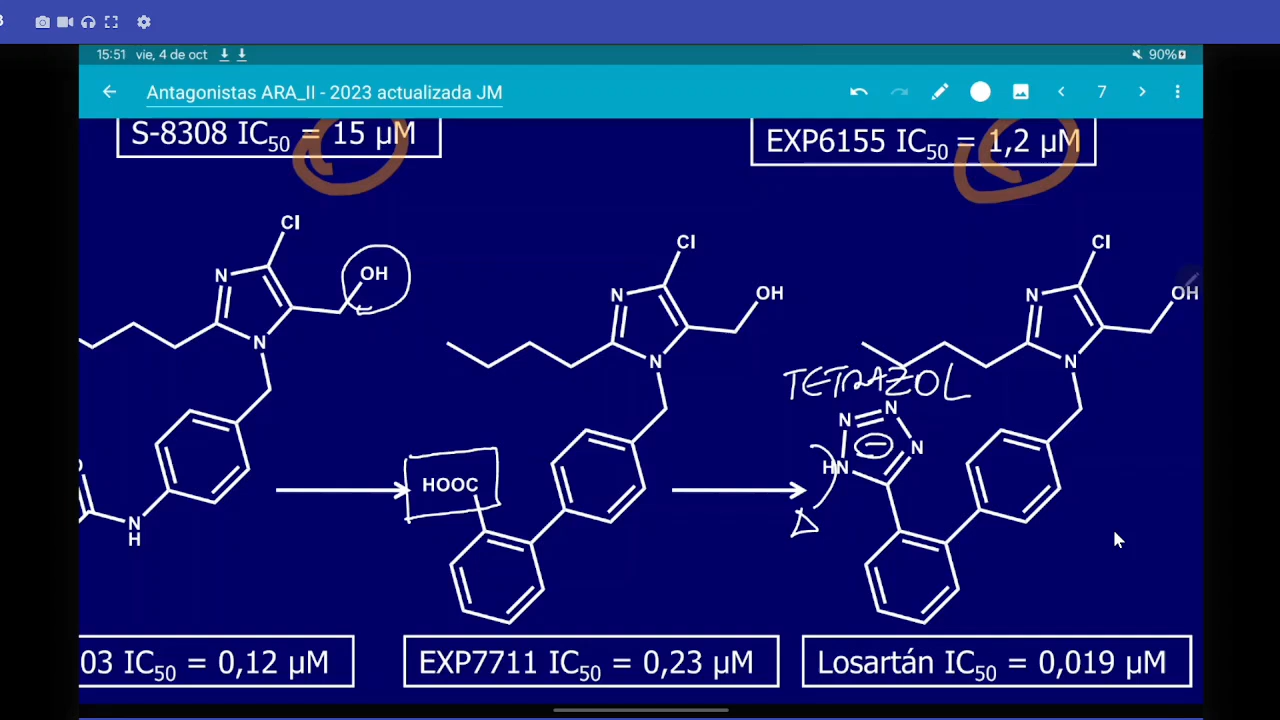 3
15:51 vie, 4 de oct
90%
Antagonistas ARA_II - 2023 actualizada JM
7
S-8308 IC50 = 15 µM
EXP6155 IC50 = 1,2 µM
Cl
N
OH
N
N
H
Cl
N
OH
N
HOOC
Cl
N
OH
N
TETRAZOL
N
N
N
HN
03 IC50 = 0,12 µM
EXP7711 IC50 = 0,23 µM
Losartán IC50 = 0,019 µM